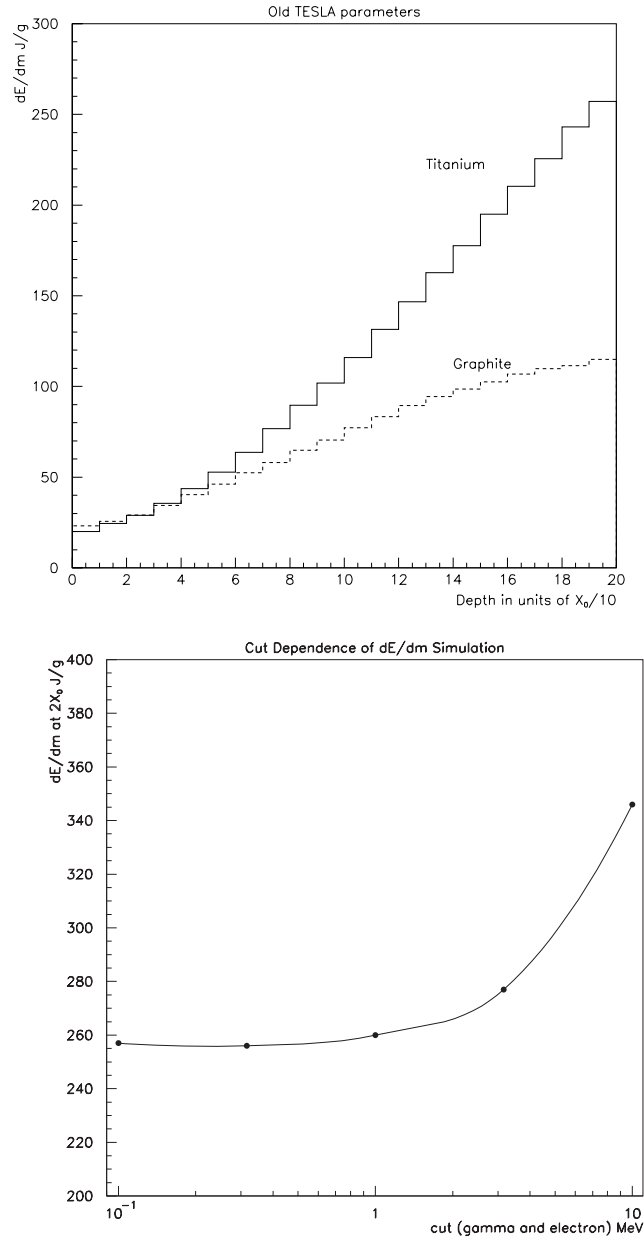 Old TESLA parameters
dE/dm J/g
300
250
200
150
100
50
0
Titanium
Graphite
0 2 4 6 8 10 12 14 16 18 20
Depth in units of X₀/10
Cut Dependence of dE/dm Simulation
dE/dm at 2X₀ J/g
400
380
360
340
320
300
280
260
240
220
200
10⁻¹ 1 10
cut (gamma and electron) MeV